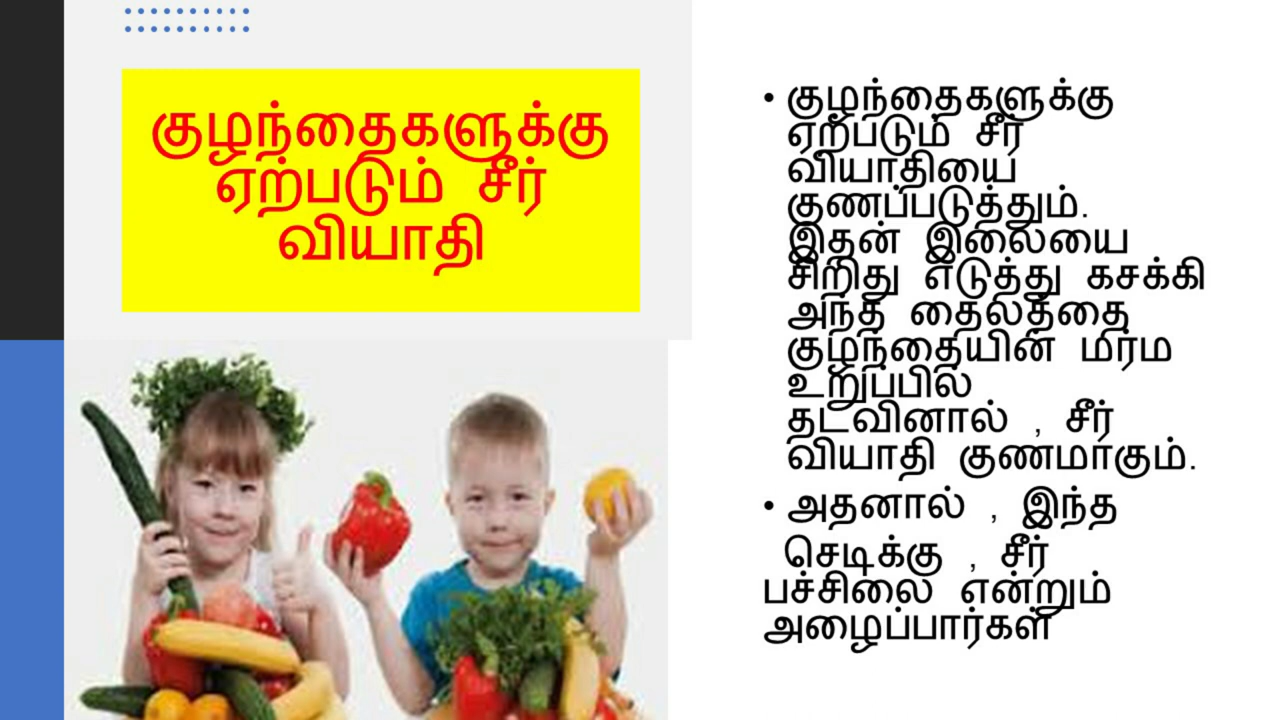 குழந்தைகளுக்கு
ஏற்படும் சீர்
வியாதி
• குழந்தைகளுக்கு
ஏற்படும் சீர்
வியாதியை
குணப்படுத்தும்.
இதன் இலையை
சிறிது எடுத்து கசக்கி
அந்த தைலத்தை
குழந்தையின் மர்ம
உறுப்பில்
தடவினால் , சீர்
வியாதி குணமாகும்.
• அதனால் , இந்த
செடிக்கு , சீர்
பச்சிலை என்றும்
அழைப்பார்கள்